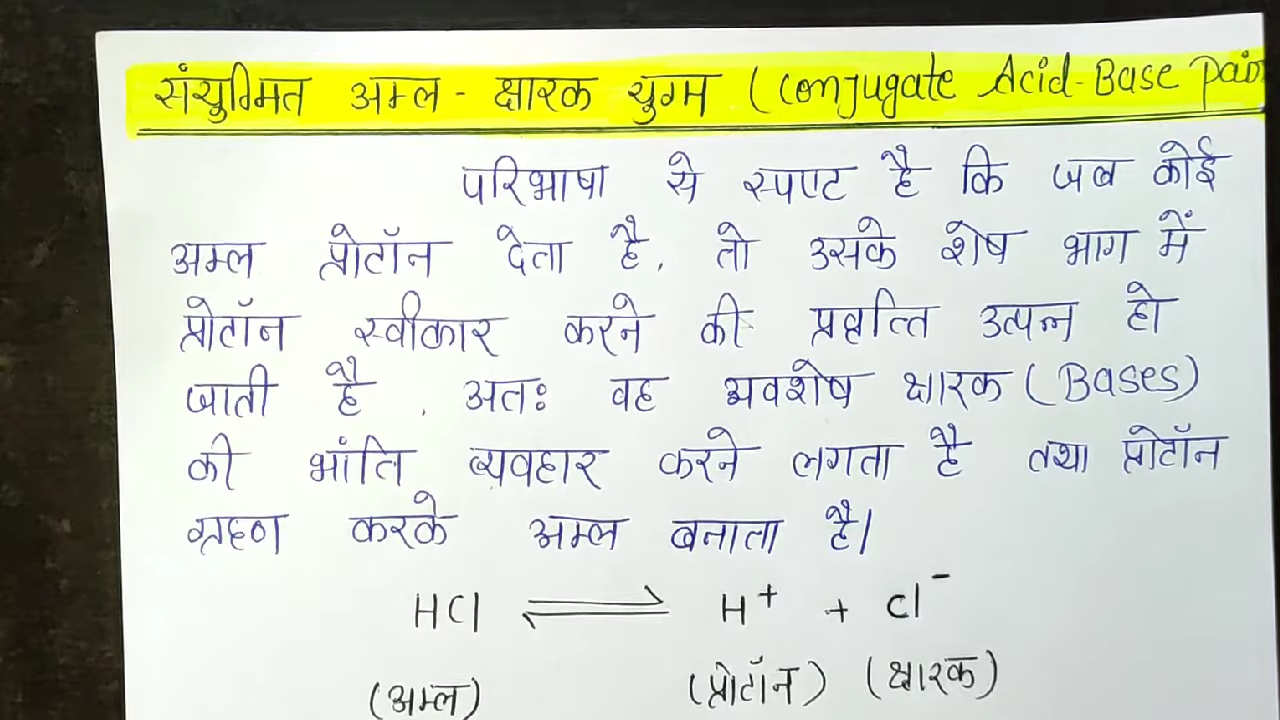 संयुग्मित अम्ल - क्षारक युग्म (Conjugate Acid-Base Pair
परिभाषा से स्पष्ट है कि जब कोई
अम्ल प्रोटॉन देता है, तो उसके शेष भाग में
प्रोटॉन स्वीकार करने की प्रवृत्ति उत्पन्न हो
जाती है , अतः वह अवशेष क्षारक (Bases)
की भांति व्यवहार करने लगता है तथा प्रोटॉन
ग्रहण करके अम्ल बनाता है।
HCl ⇌ H⁺ + Cl⁻
(अम्ल) (प्रोटॉन) (क्षारक)